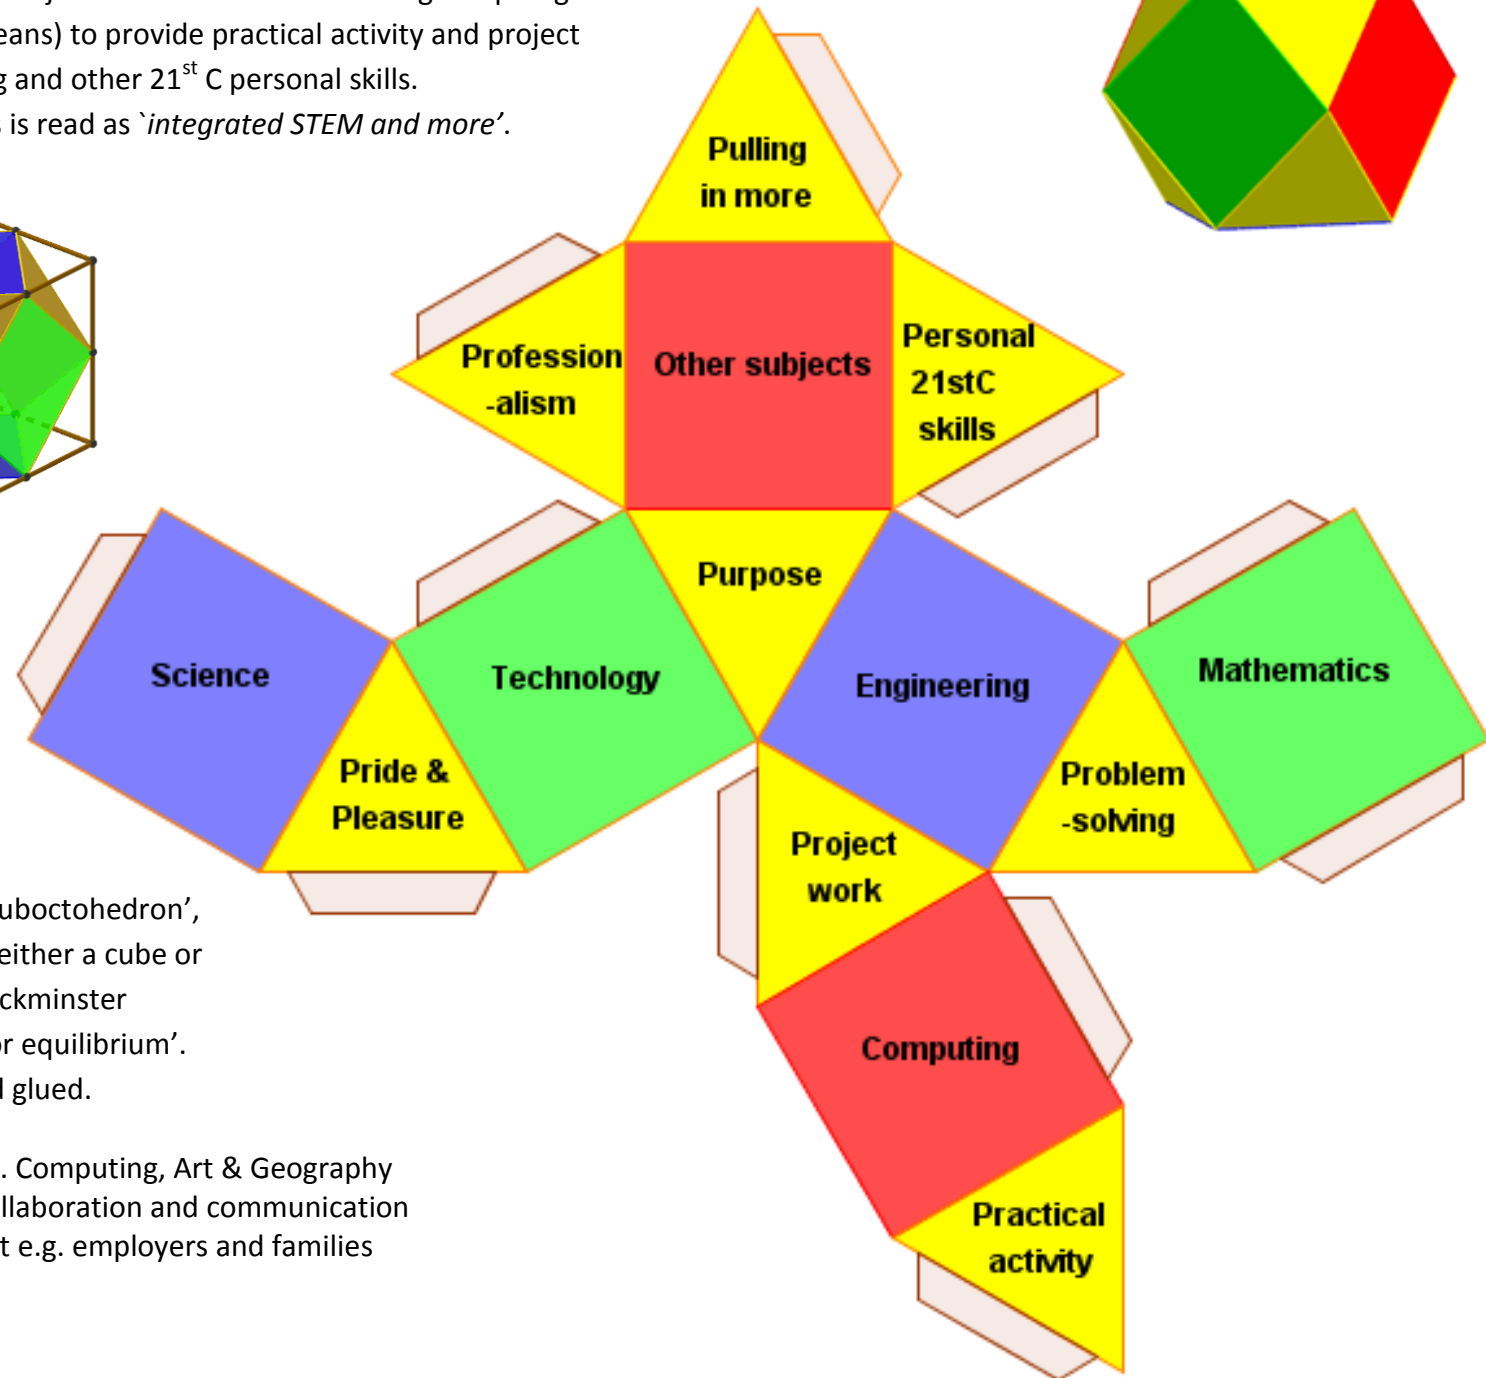 eans) to provide practical activity and project
g and other 21st C personal skills.
s is read as `integrated STEM and more’.
Pulling
in more
Profession
-alism
Other subjects
Personal
21stC
skills
Purpose
Science
Technology
Engineering
Mathematics
Pride &
Pleasure
Problem
-solving
Project
work
Computing
Practical
activity
uboctohedron’,
either a cube or
ckminster
or equilibrium’.
d glued.
. Computing, Art & Geography
llaboration and communication
t e.g. employers and families